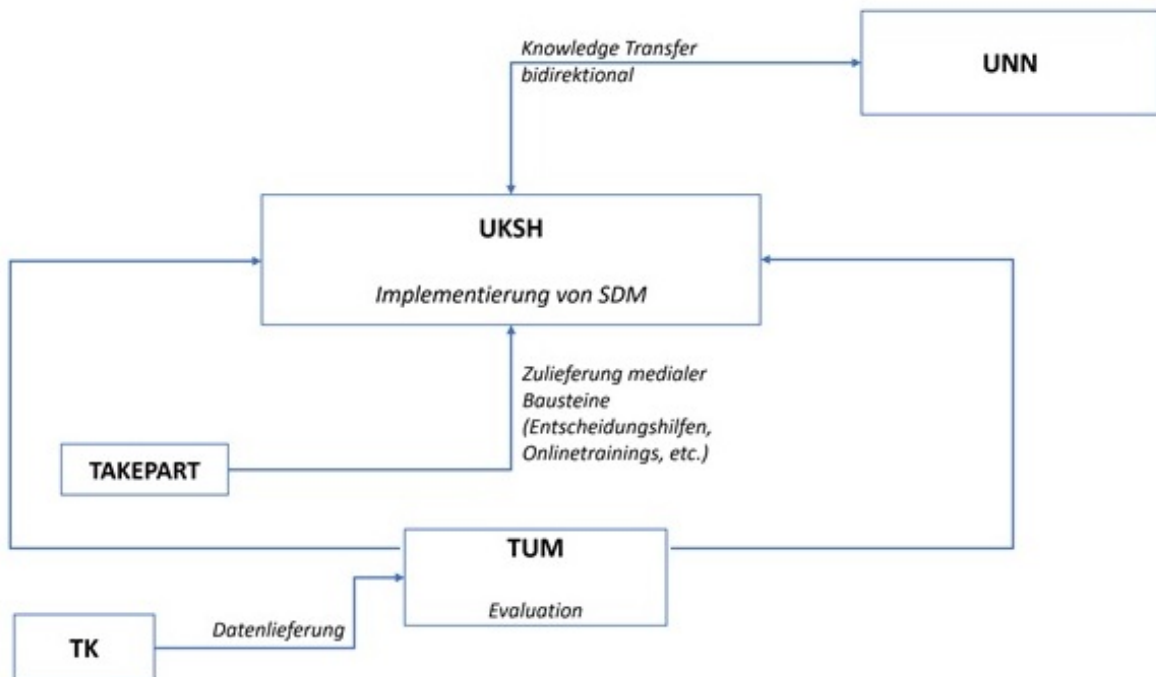 Knowledge Transfer
bidirektional
UNN
UKSH
Implementierung von SDM
Zulieferung medialer
Bausteine
(Entscheidungshilfen,
Onlinetrainings, etc.)
TAKEPART
TUM
Evaluation
Datenlieferung
TK